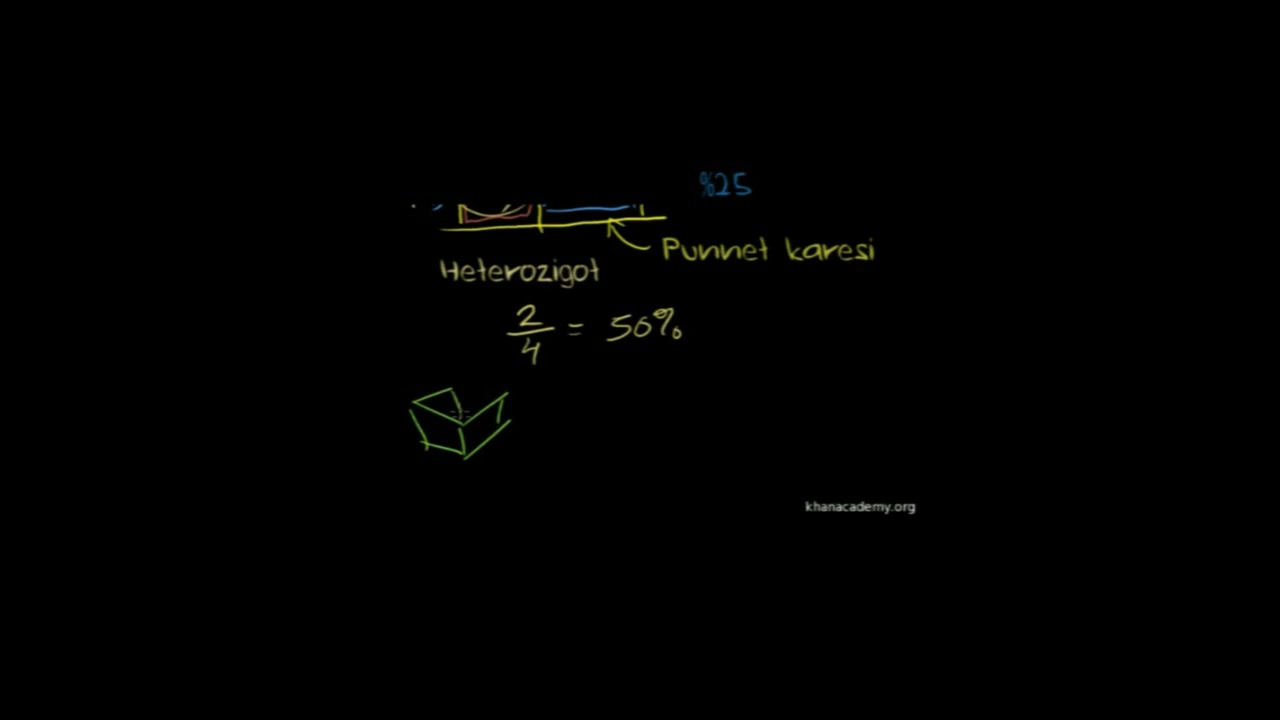 %25
Punnet karesi
Heterozigot
2/4 = 50%
khanacademy.org